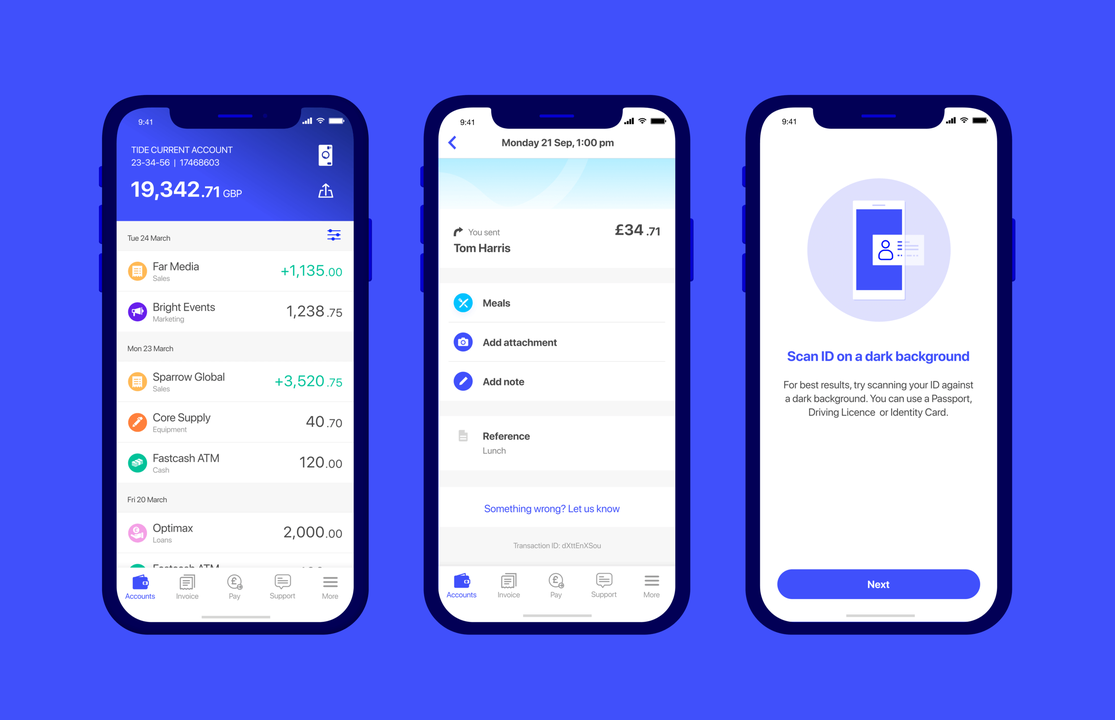 9:41
TIDE CURRENT ACCOUNT
23-34-56 | 17468603
19,342.71 GBP
Tue 24 March
Far Media +1,135.00
Sales
Bright Events 1,238.75
Marketing
Mon 23 March
Sparrow Global +3,520.75
Sales
Core Supply 40.70
Equipment
Fastcash ATM 120.00
Cash
Fri 20 March
Optimax 2,000.00
Loans
Fastcash ATM
Accounts Invoice Pay Support More
9:41
Monday 21 Sep, 1:00 pm
You sent £34.71
Tom Harris
Meals
Add attachment
Add note
Reference
Lunch
Something wrong? Let us know
Transaction ID: dXttEnXSou
Accounts Invoice Pay Support More
9:41
Scan ID on a dark background
For best results, try scanning your ID against
a dark background. You can use a Passport,
Driving Licence or Identity Card.
Next